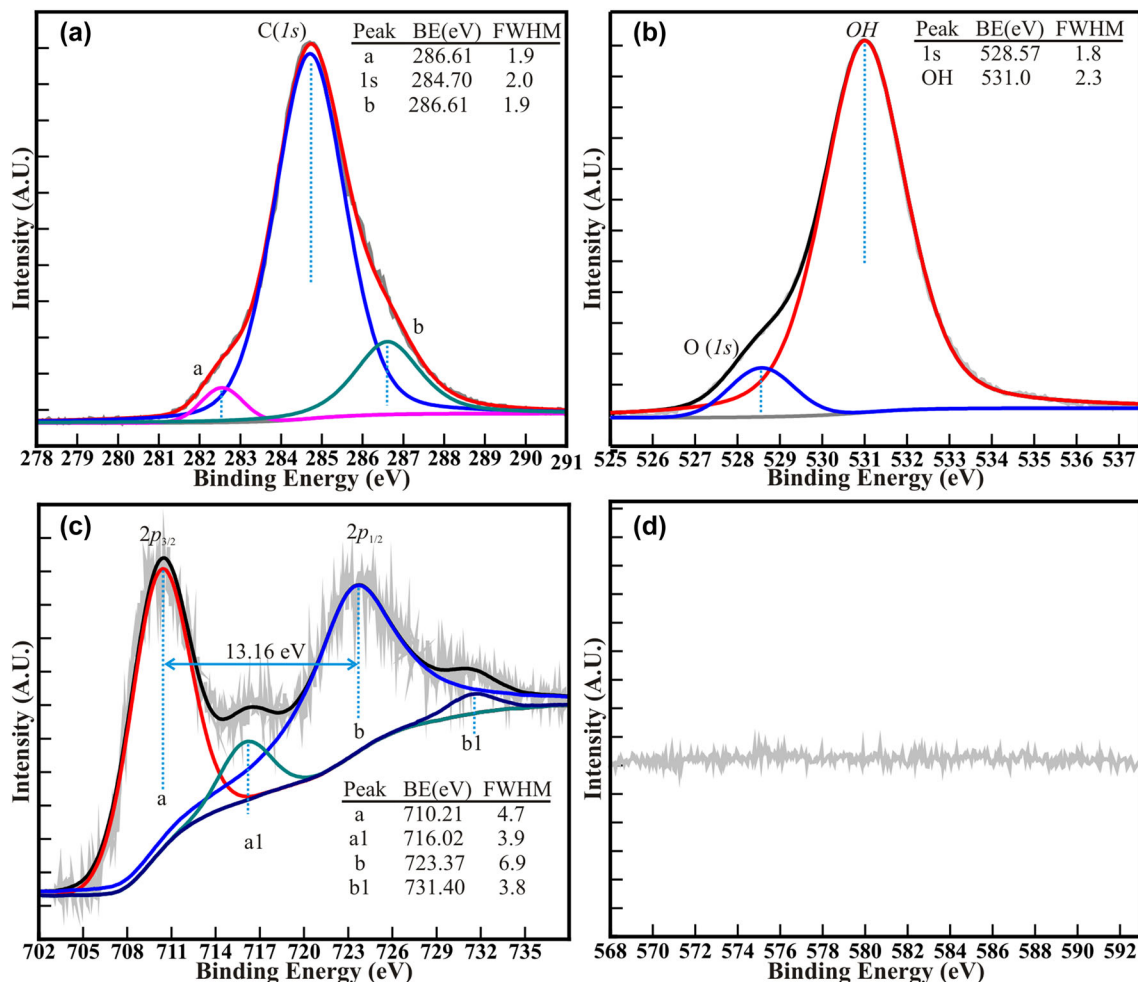 (a)
C(1s)
Peak BE(eV) FWHM
a 286.61 1.9
1s 284.70 2.0
b 286.61 1.9
a
b
Intensity (A.U.)
278 279 280 281 282 283 284 285 286 287 288 289 290 291
Binding Energy (eV)
(b)
OH
Peak BE(eV) FWHM
1s 528.57 1.8
OH 531.0 2.3
O (1s)
Intensity (A.U.)
525 526 527 528 529 530 531 532 533 534 535 536 537
Binding Energy (eV)
(c)
2p3/2
2p1/2
13.16 eV
a
a1
b
b1
Peak BE(eV) FWHM
a 710.21 4.7
a1 716.02 3.9
b 723.37 6.9
b1 731.40 3.8
Intensity (A.U.)
702 705 708 711 714 717 720 723 726 729 732 735
Binding Energy (eV)
(d)
Intensity (A.U.)
568 570 572 574 576 578 580 582 584 586 588 590 592
Binding Energy (eV)